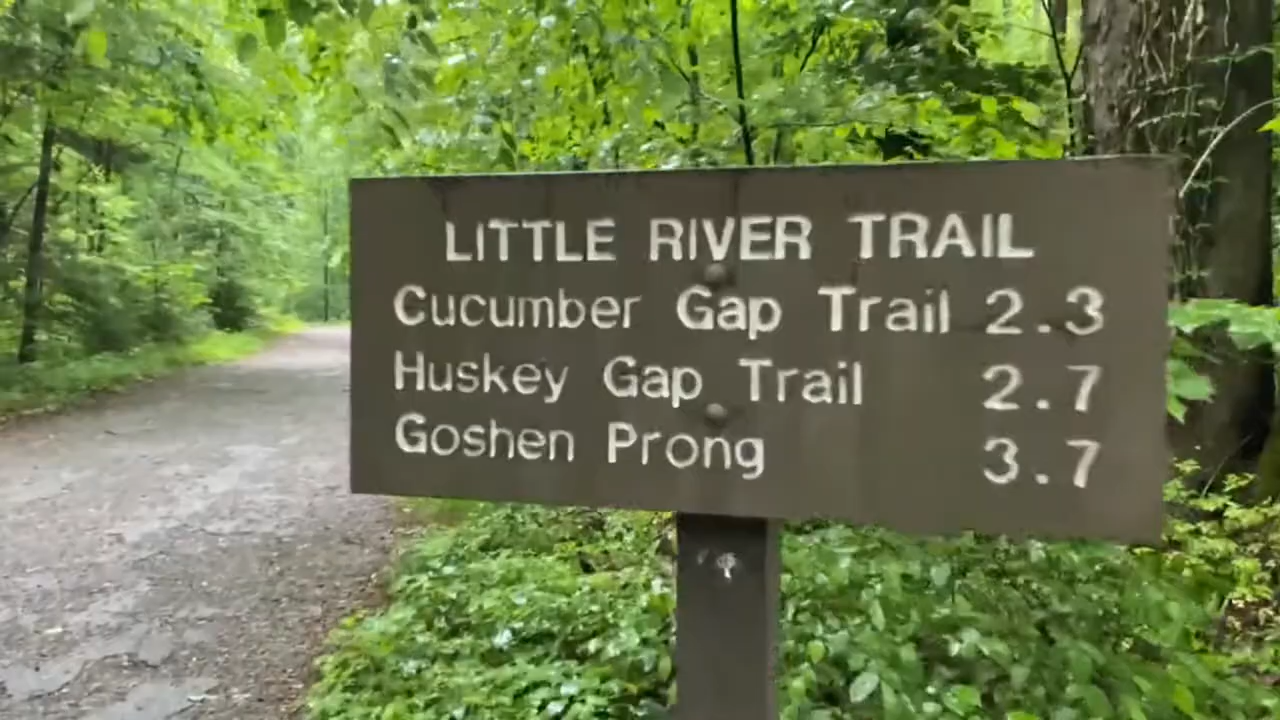 LITTLE RIVER TRAIL
Cucumber Gap Trail 2.3
Huskey Gap Trail 2.7
Goshen Prong 3.7